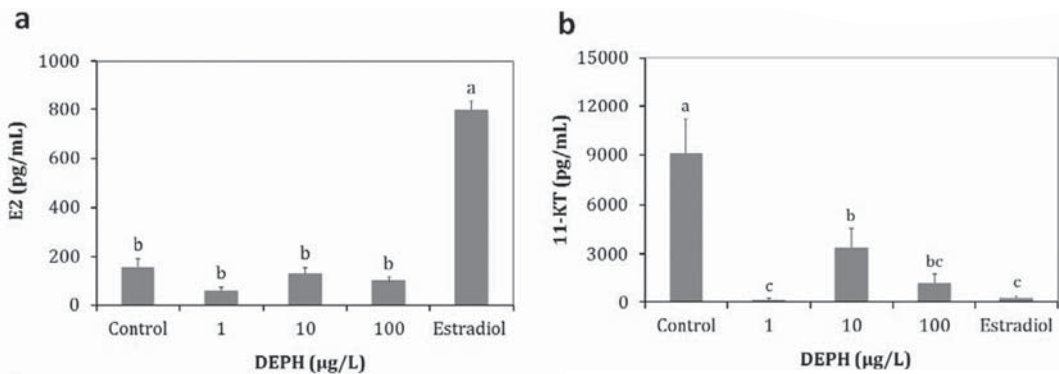 a
1000
800
600
400
200
0
E2 (pg/mL)
b
b
b
b
a
Control 1 10 100 Estradiol
DEPH (µg/L)
b
15000
12000
9000
6000
3000
0
11-KT (pg/mL)
a
c
b
bc
c
Control 1 10 100 Estradiol
DEPH (µg/L)